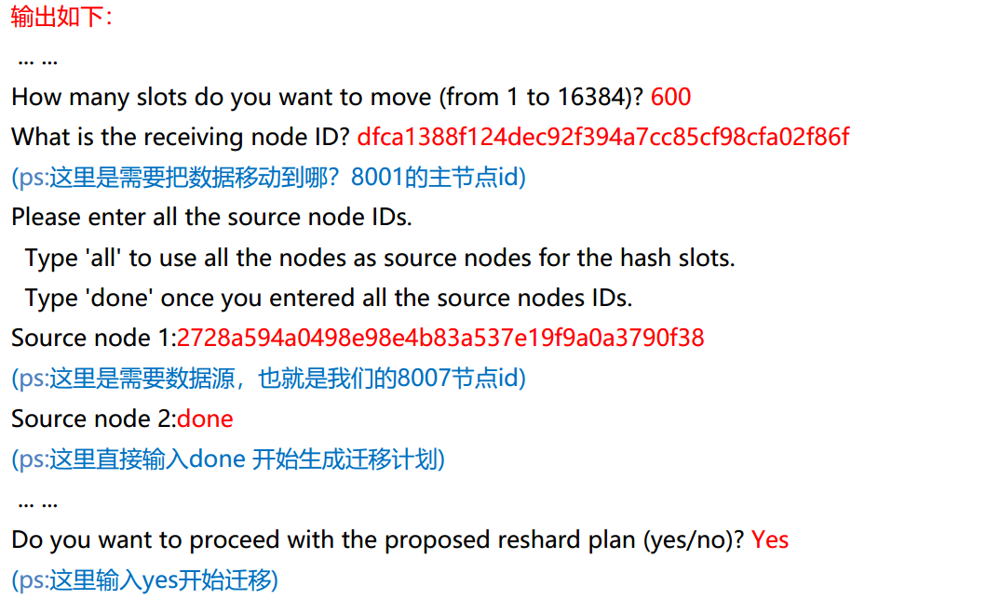 输出如下：
... ...
How many slots do you want to move (from 1 to 16384)? 600
What is the receiving node ID? dfca1388f124dec92f394a7cc85cf98cfa02f86f
(ps:这里是需要把数据移动到哪？8001的主节点id)
Please enter all the source node IDs.
Type 'all' to use all the nodes as source nodes for the hash slots.
Type 'done' once you entered all the source nodes IDs.
Source node 1:2728a594a0498e98e4b83a537e19f9a0a3790f38
(ps:这里是需要数据源，也就是我们的8007节点id)
Source node 2:done
(ps:这里直接输入done 开始生成迁移计划)
... ...
Do you want to proceed with the proposed reshard plan (yes/no)? Yes
(ps:这里输入yes开始迁移)